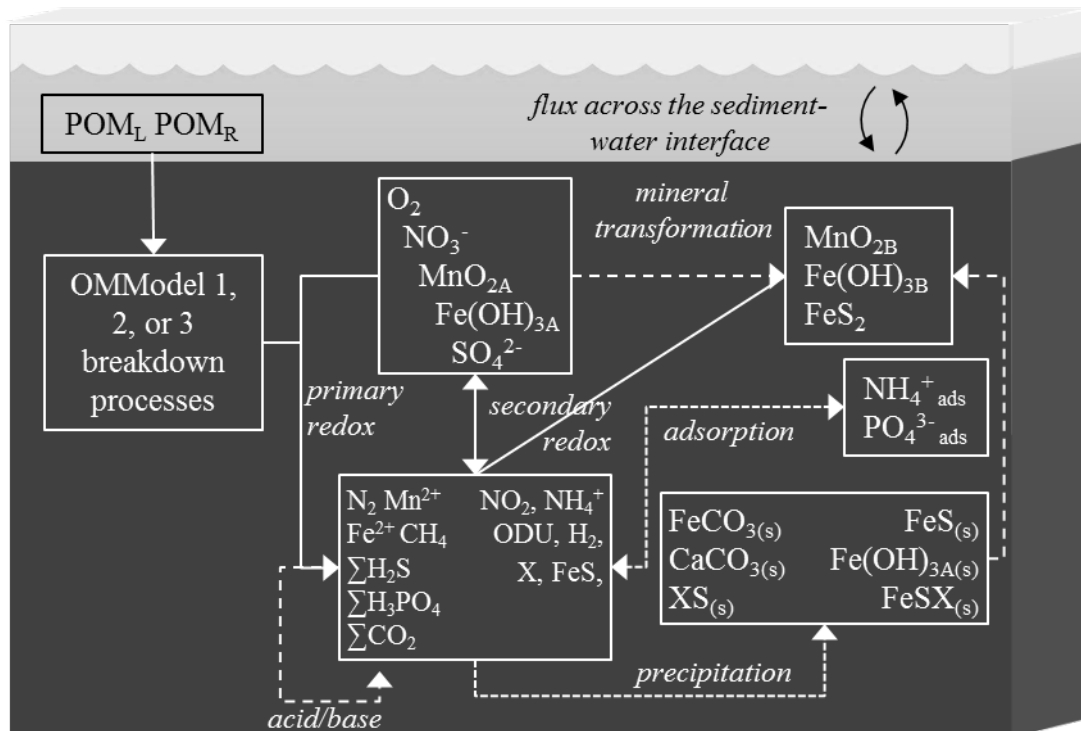 POM_L POM_R
flux across the sediment-
water interface
OMModel 1,
2, or 3
breakdown
processes
O₂
NO₃⁻
MnO₂A
Fe(OH)₃A
SO₄²⁻
mineral
transformation
MnO₂B
Fe(OH)₃B
FeS₂
primary
redox
secondary
redox
adsorption
NH₄⁺ ads
PO₄³⁻ ads
N₂ Mn²⁺ NO₂, NH₄⁺
Fe²⁺ CH₄ ODU, H₂,
∑H₂S X, FeS,
∑H₃PO₄
∑CO₂
FeCO₃(s) FeS(s)
CaCO₃(s) Fe(OH)₃A(s)
XS(s) FeSX(s)
precipitation
acid/base